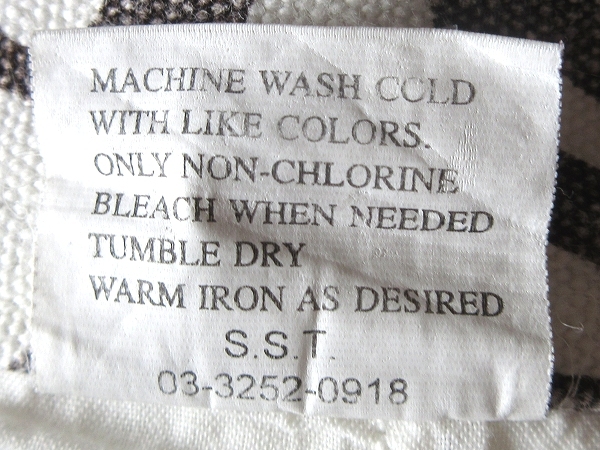 MACHINE WASH COLD
WITH LIKE COLORS.
ONLY NON-CHLORINE
BLEACH WHEN NEEDED
TUMBLE DRY
WARM IRON AS DESIRED
S.S.T.
03-3252-0918